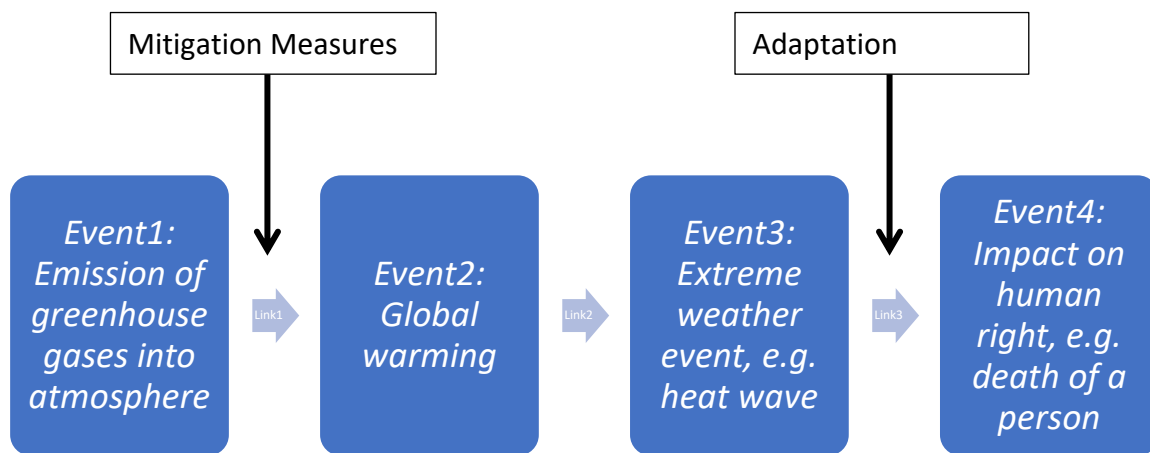 Mitigation Measures
Adaptation
Event1:
Emission of
greenhouse
gases into
atmosphere
Link1
Event2:
Global
warming
Link2
Event3:
Extreme
weather
event, e.g.
heat wave
Link3
Event4:
Impact on
human
right, e.g.
death of a
person